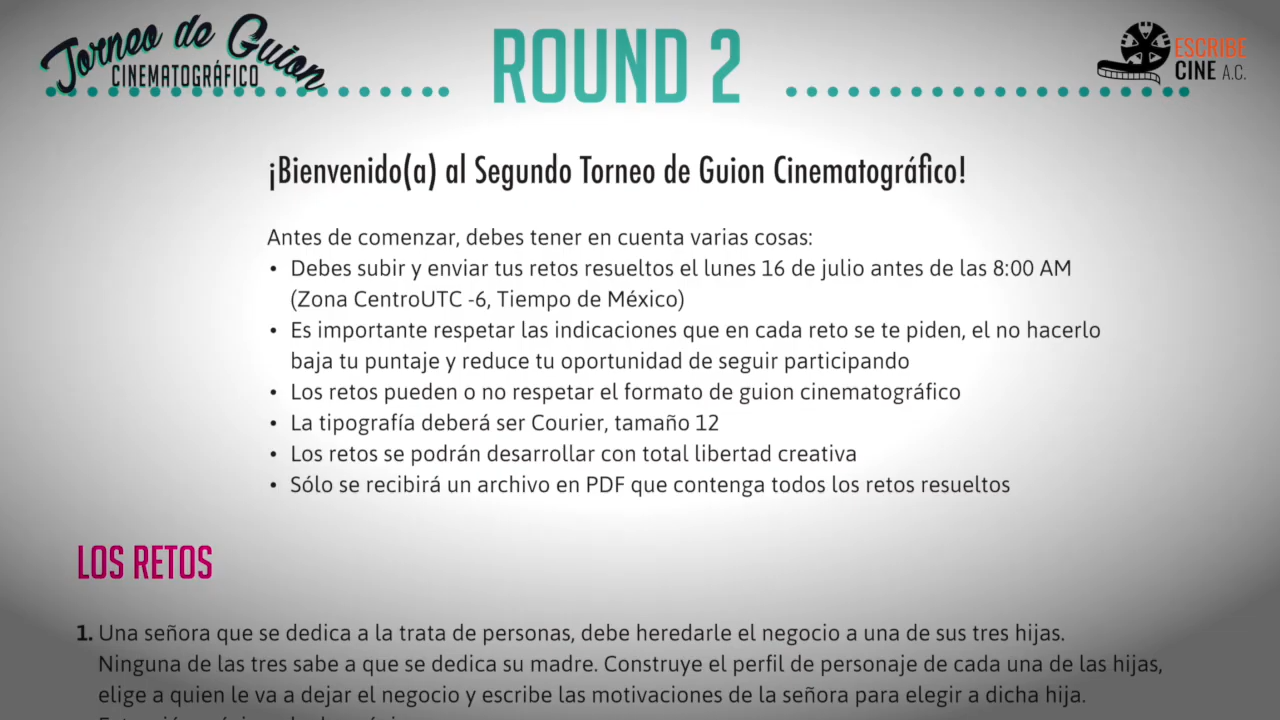 Torneo de Guion
CINEMATOGRÁFICO
ROUND 2
ESCRIBE
CINE A.C.
¡Bienvenido(a) al Segundo Torneo de Guion Cinematográfico!
Antes de comenzar, debes tener en cuenta varias cosas:
• Debes subir y enviar tus retos resueltos el lunes 16 de julio antes de las 8:00 AM
(Zona CentroUTC -6, Tiempo de México)
• Es importante respetar las indicaciones que en cada reto se te piden, el no hacerlo
baja tu puntaje y reduce tu oportunidad de seguir participando
• Los retos pueden o no respetar el formato de guion cinematográfico
• La tipografía deberá ser Courier, tamaño 12
• Los retos se podrán desarrollar con total libertad creativa
• Sólo se recibirá un archivo en PDF que contenga todos los retos resueltos
LOS RETOS
1. Una señora que se dedica a la trata de personas, debe heredarle el negocio a una de sus tres hijas.
Ninguna de las tres sabe a que se dedica su madre. Construye el perfil de personaje de cada una de las hijas,
elige a quien le va a dejar el negocio y escribe las motivaciones de la señora para elegir a dicha hija.